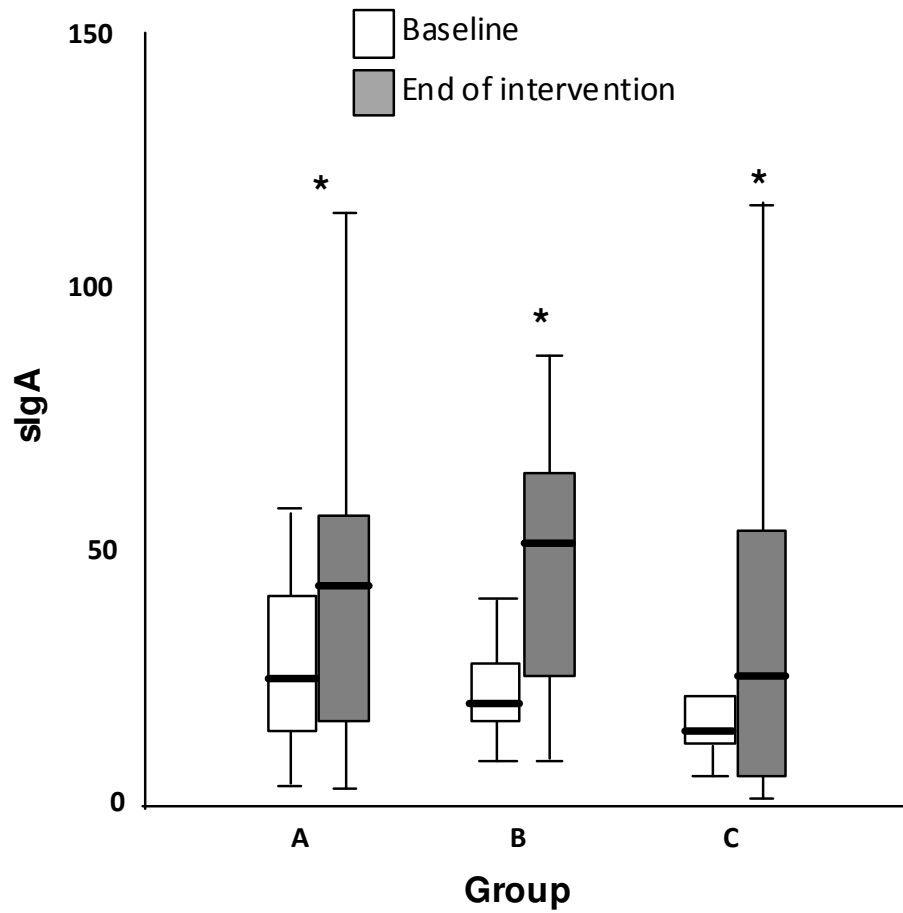 150
Baseline
End of intervention
*
*
100
*
sIgA
50
0
A B C
Group